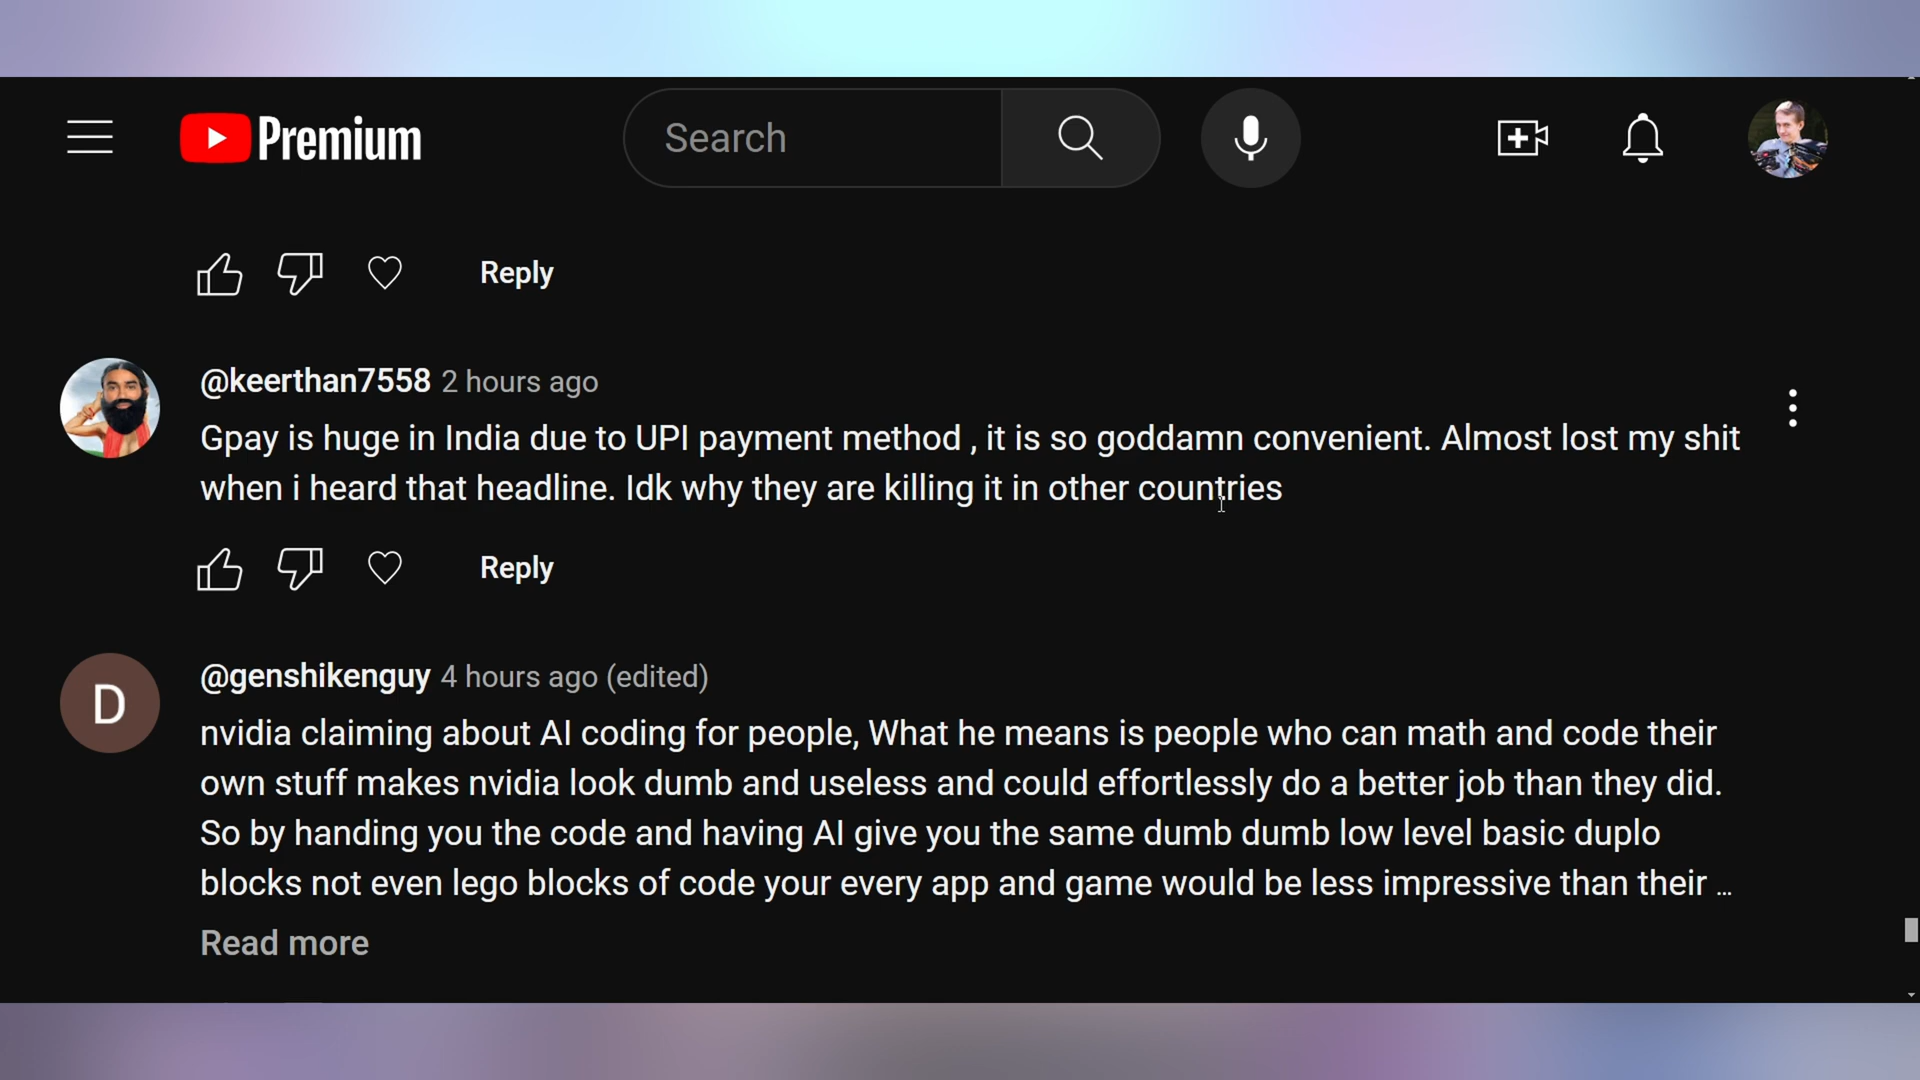 Premium
Search
Reply
@keerthan7558 2 hours ago
Gpay is huge in India due to UPI payment method , it is so goddamn convenient. Almost lost my shit
when i heard that headline. Idk why they are killing it in other countries
Reply
D
@genshikenguy 4 hours ago (edited)
nvidia claiming about AI coding for people, What he means is people who can math and code their
own stuff makes nvidia look dumb and useless and could effortlessly do a better job than they did.
So by handing you the code and having AI give you the same dumb dumb low level basic duplo
blocks not even lego blocks of code your every app and game would be less impressive than their ...
Read more